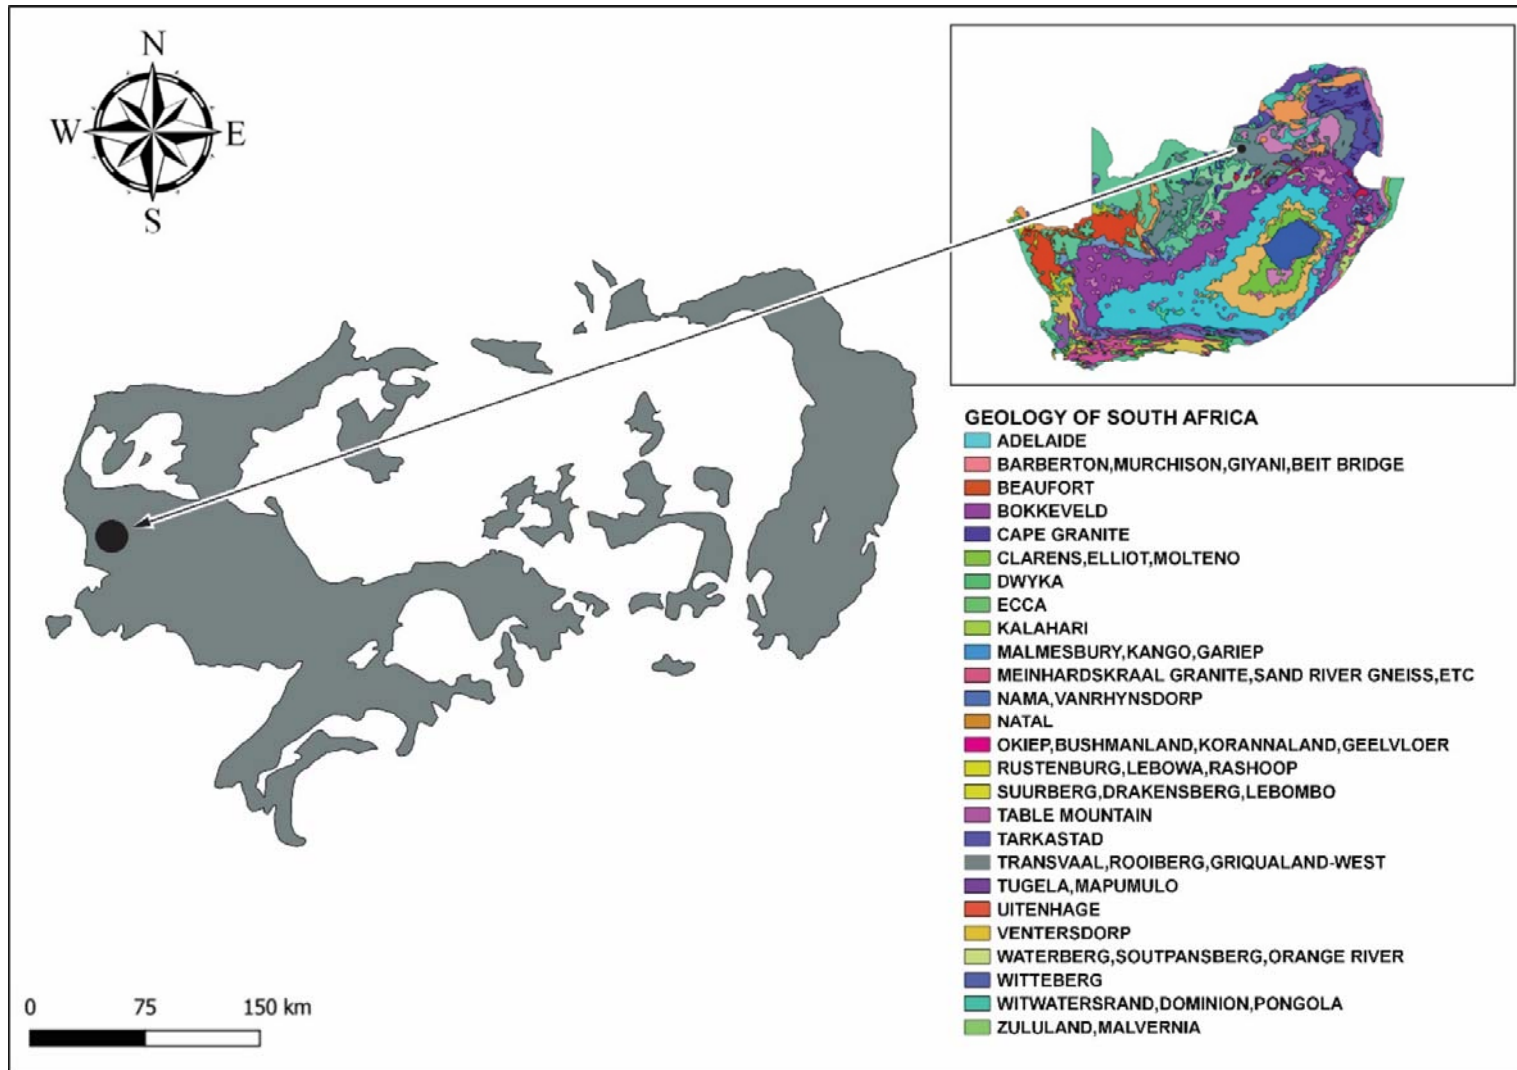 N
W
E
S
GEOLOGY OF SOUTH AFRICA
ADELAIDE
BARBERTON,MURCHISON,GIYANI,BEIT BRIDGE
BEAUFORT
BOKKEVELD
CAPE GRANITE
CLARENS,ELLIOT,MOLTENO
DWYKA
ECCA
KALAHARI
MALMESBURY,KANGO,GARIEP
MEINHARDSKRAAL GRANITE,SAND RIVER GNEISS,ETC
NAMA,VANRHYNSDORP
NATAL
OKIEP,BUSHMANLAND,KORANNALAND,GEELVLOER
RUSTENBURG,LEBOWA,RASHOOP
SUURBERG,DRAKENSBERG,LEBOMBO
TABLE MOUNTAIN
TARKASTAD
TRANSVAAL,ROOIBERG,GRIQUALAND-WEST
TUGELA,MAPUMULO
UITENHAGE
VENTERSDORP
WATERBERG,SOUTPANSBERG,ORANGE RIVER
WITTEBERG
WITWATERSRAND,DOMINION,PONGOLA
ZULULAND,MALVERNIA
0 75 150 km